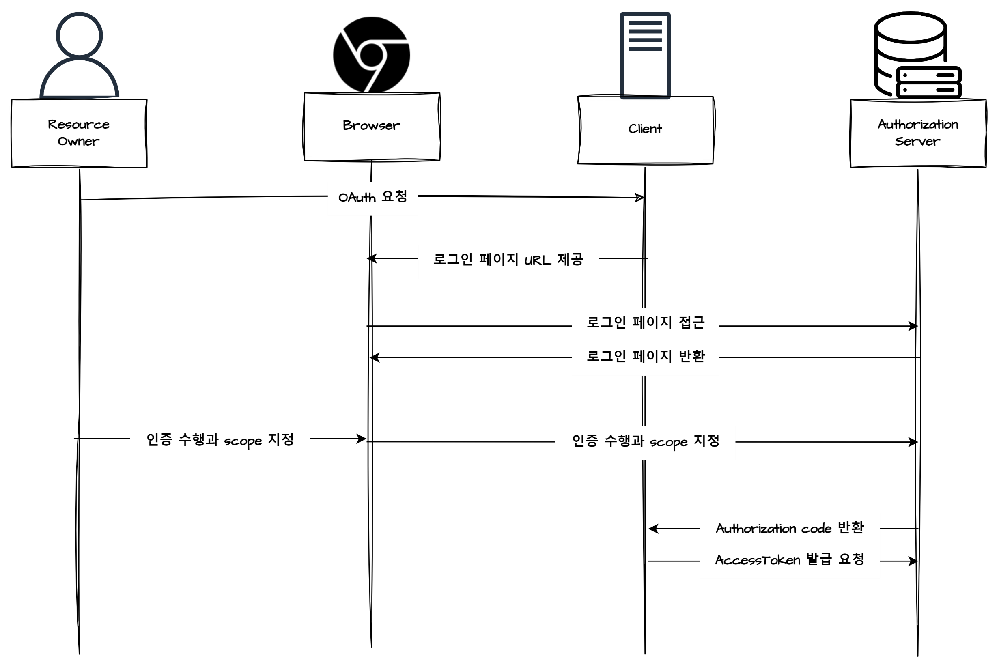 Resource
Owner
Browser
Client
Authorization
Server
OAuth 요청
로그인 페이지 URL 제공
로그인 페이지 접근
로그인 페이지 반환
인증 수행과 scope 지정
인증 수행과 scope 지정
Authorization code 반환
AccessToken 발급 요청